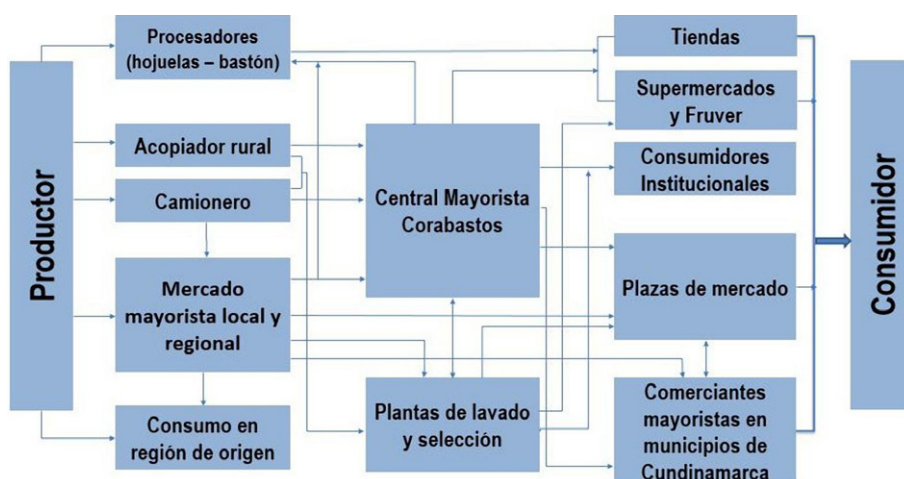 Productor
Procesadores
(hojuelas – bastón)
Acopiador rural
Camionero
Mercado
mayorista local y
regional
Consumo en
región de origen
Central Mayorista
Corabastos
Plantas de lavado
y selección
Tiendas
Supermercados
y Fruver
Consumidores
Institucionales
Plazas de mercado
Comerciantes
mayoristas en
municipios de
Cundinamarca
Consumidor